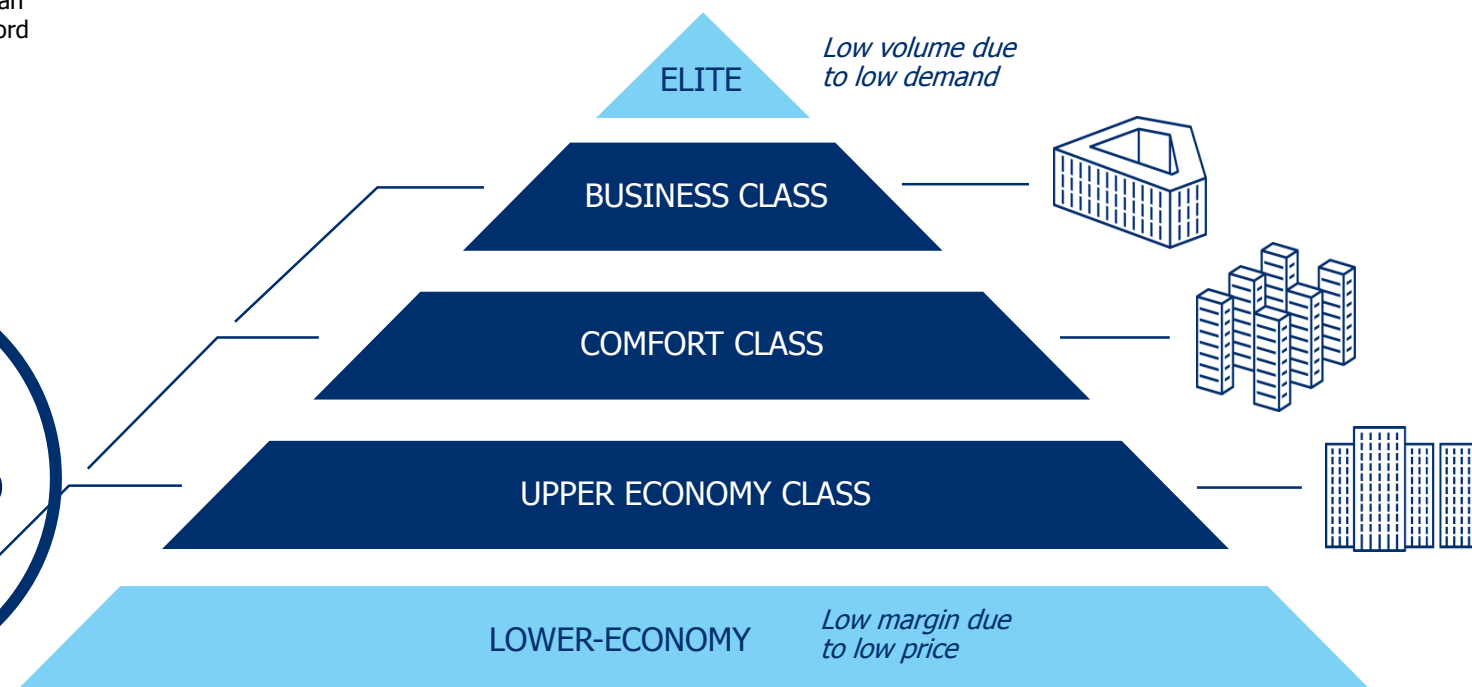 ELITE
Low volume due
to low demand
BUSINESS CLASS
COMFORT CLASS
UPPER ECONOMY CLASS
LOWER-ECONOMY
Low margin due
to low price